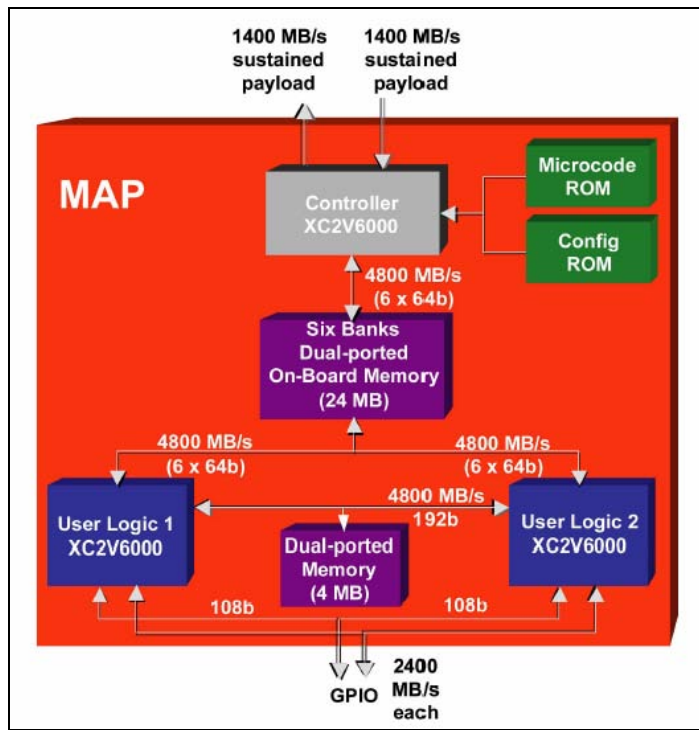 1400 MB/s
sustained
payload
1400 MB/s
sustained
payload
MAP
Controller
XC2V6000
Microcode
ROM
Config
ROM
4800 MB/s
(6 x 64b)
Six Banks
Dual-ported
On-Board Memory
(24 MB)
4800 MB/s
(6 x 64b)
4800 MB/s
(6 x 64b)
User Logic 1
XC2V6000
4800 MB/s
192b
User Logic 2
XC2V6000
Dual-ported
Memory
(4 MB)
108b
108b
GPIO
2400
MB/s
each